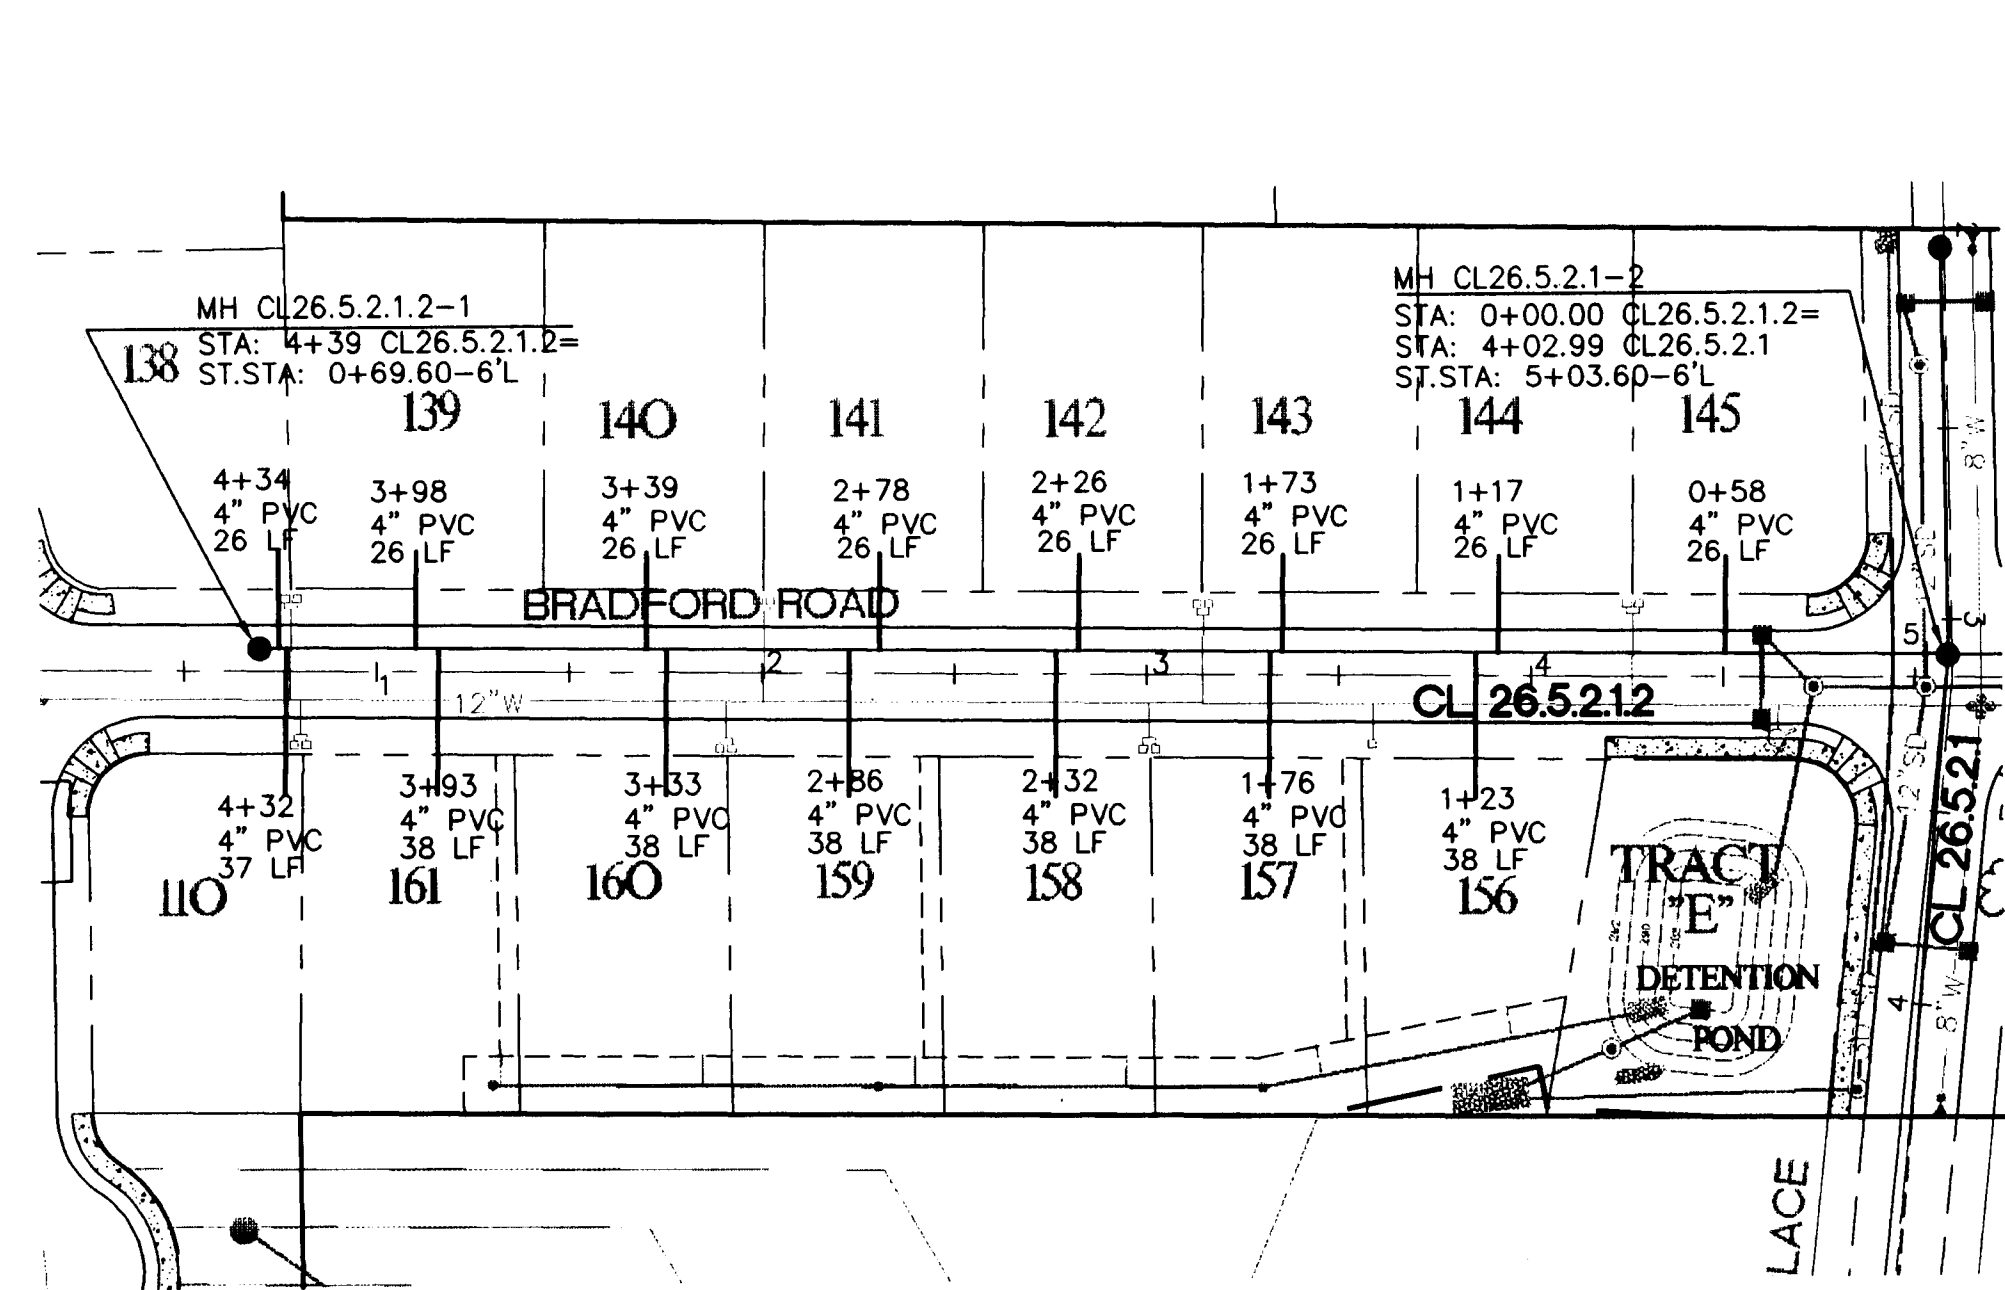 MH CL26.5.2.1.2-1
STA: 4+39 CL26.5.2.1.2=
ST.STA: 0+69.60-6'L
MH CL26.5.2.1-2
STA: 0+00.00 CL26.5.2.1.2=
STA: 4+02.99 CL26.5.2.1
ST.STA: 5+03.60-6'L
138
139
140
141
142
143
144
145
4+34
4" PVC
26 LF
3+98
4" PVC
26 LF
3+39
4" PVC
26 LF
2+78
4" PVC
26 LF
2+26
4" PVC
26 LF
1+73
4" PVC
26 LF
1+17
4" PVC
26 LF
0+58
4" PVC
26 LF
8"W
BRADFORD ROAD
1
2
3
4
5
3
12"W
CL 26.5.2.1.2
4+32
4" PVC
37 LF
110
3+93
4" PVC
38 LF
161
3+33
4" PVC
38 LF
160
2+86
4" PVC
38 LF
159
2+32
4" PVC
38 LF
158
1+76
4" PVC
38 LF
157
1+23
4" PVC
38 LF
156
TRACT
"E"
DETENTION
POND
12"SD
CL 26.5.2.1
4
8"W
LACE